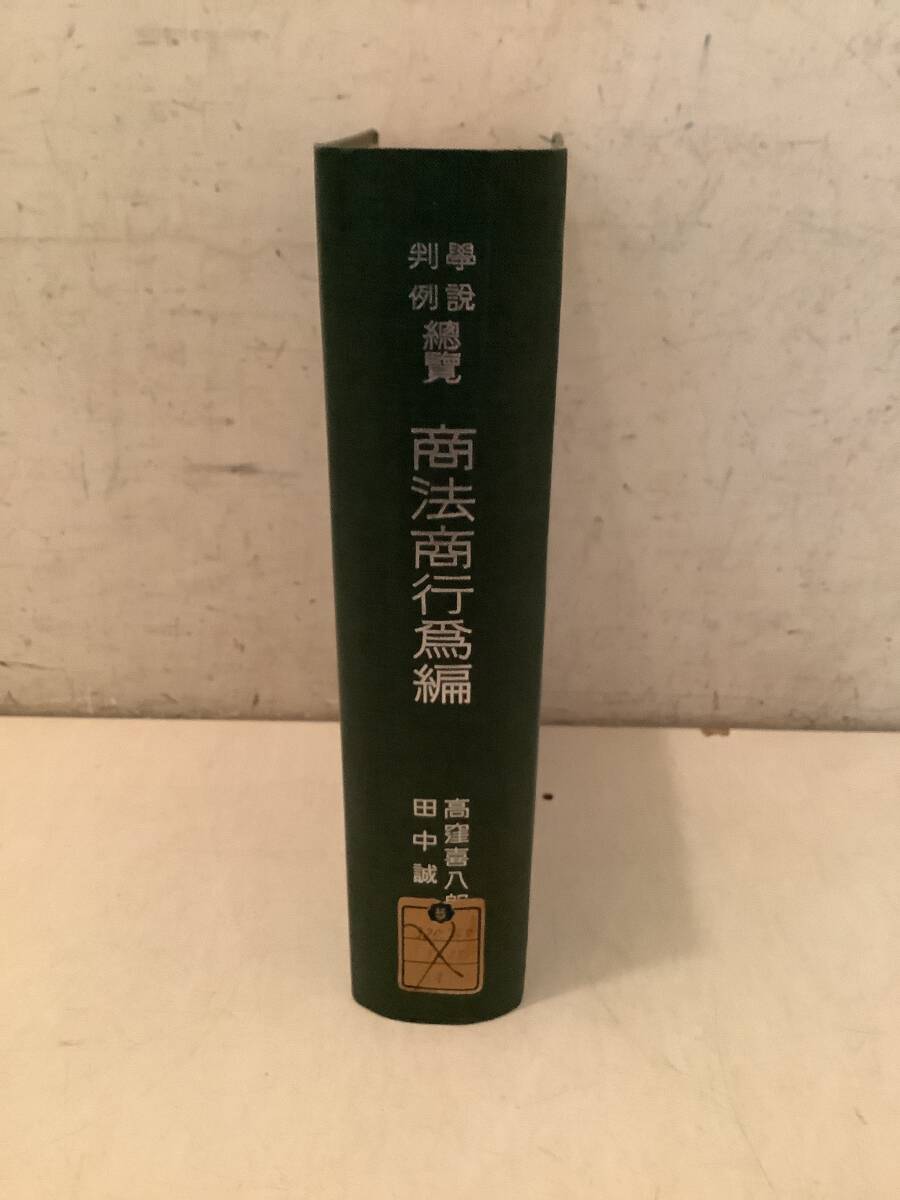 學說
判例
總覽
商法商行爲編
高窪喜八郎
田中誠